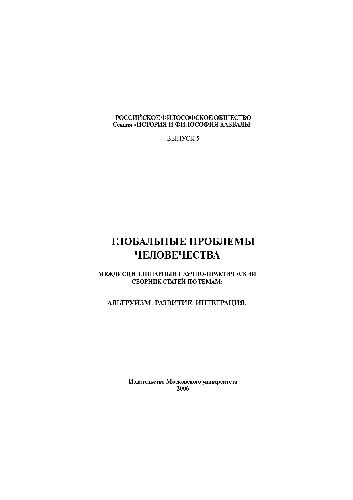 РОССИЙСКОЕ ФИЛОСОФСКОЕ ОБЩЕСТВО
Секция «ИСТОРИЯ И ФИЛОСОФИЯ КАББАЛЫ»
ВЫПУСК 5
ГЛОБАЛЬНЫЕ ПРОБЛЕМЫ
ЧЕЛОВЕЧЕСТВА
МЕЖДИСЦИПЛИНАРНЫЙ НАУЧНО-ПРАКТИЧЕСКИЙ
СБОРНИК СТАТЕЙ ПО ТЕМАМ:
АЛЬТРУИЗМ. РАЗВИТИЕ. ИНТЕГРАЦИЯ.
Издательство Московского университета
2006